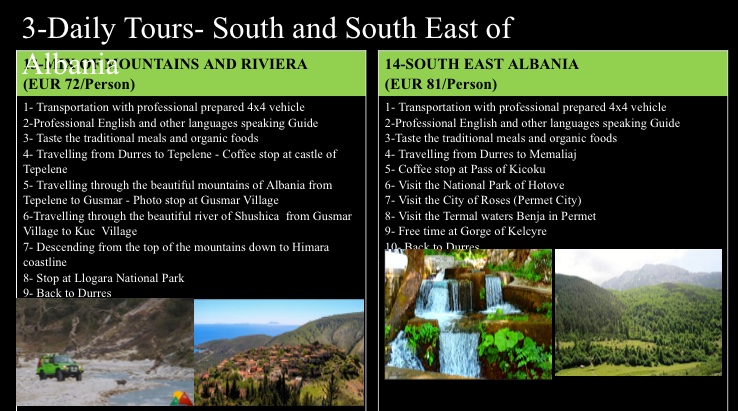 3-Daily Tours- South and South East of
Albania
MOUNTAINS AND RIVIERA
(EUR 72/Person)
1- Transportation with professional prepared 4x4 vehicle
2-Professional English and other languages speaking Guide
3- Taste the traditional meals and organic foods
4- Travelling from Durres to Tepelene - Coffee stop at castle of
Tepelene
5- Travelling through the beautiful mountains of Albania from
Tepelene to Gusmar - Photo stop at Gusmar Village
6-Travelling through the beautiful river of Shushica from Gusmar
Village to Kuc Village
7- Descending from the top of the mountains down to Himara
coastline
8- Stop at Llogara National Park
9- Back to Durres
14-SOUTH EAST ALBANIA
(EUR 81/Person)
1- Transportation with professional prepared 4x4 vehicle
2-Professional English and other languages speaking Guide
3-Taste the traditional meals and organic foods
4- Travelling from Durres to Memaliaj
5- Coffee stop at Pass of Kicoku
6- Visit the National Park of Hotove
7- Visit the City of Roses (Permet City)
8- Visit the Termal waters Benja in Permet
9- Free time at Gorge of Kelcyre
10- Back to Durres